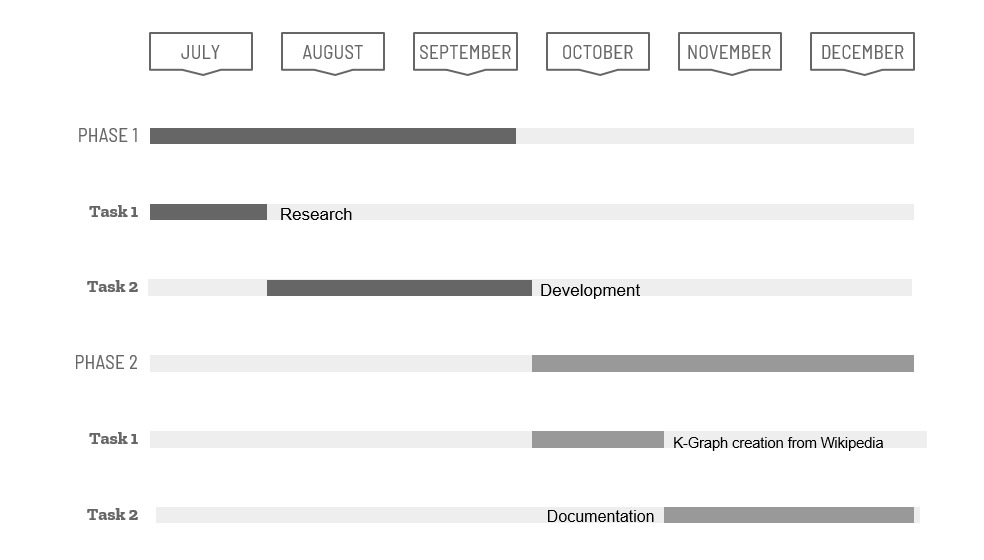 JULY AUGUST SEPTEMBER OCTOBER NOVEMBER DECEMBER
PHASE 1
Task 1 Research
Task 2 Development
PHASE 2
Task 1 K-Graph creation from Wikipedia
Task 2 Documentation